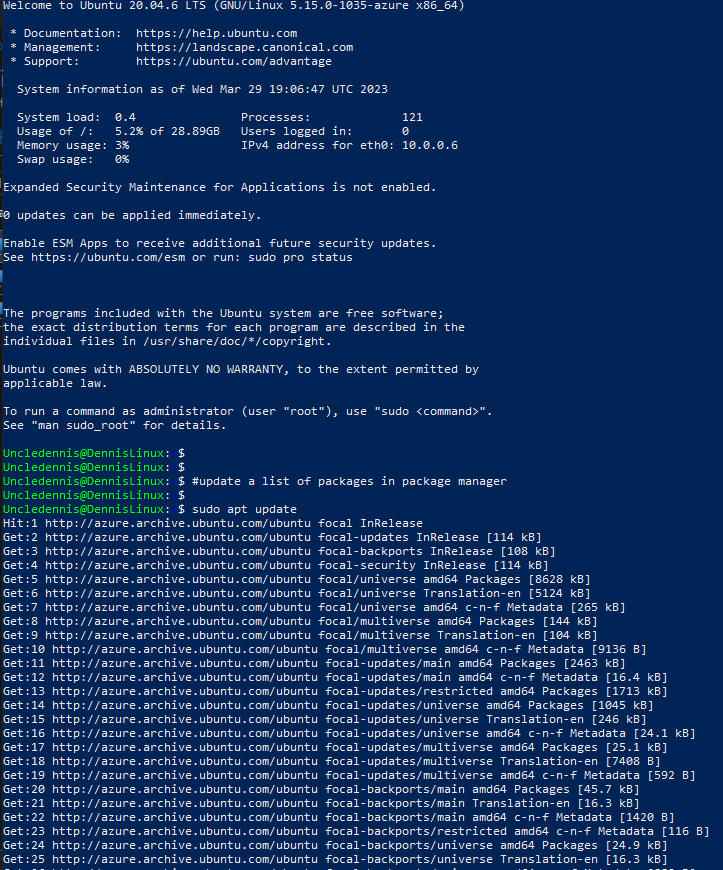 Welcome to Ubuntu 20.04.6 LTS (GNU/Linux 5.15.0-1035-azure x86_64)
* Documentation:  https://help.ubuntu.com
* Management:     https://landscape.canonical.com
* Support:        https://ubuntu.com/advantage
System information as of Wed Mar 29 19:06:47 UTC 2023
System load:  0.4               Processes:             121
Usage of /:   5.2% of 28.89GB   Users logged in:       0
Memory usage: 3%                IPv4 address for eth0: 10.0.0.6
Swap usage:   0%
Expanded Security Maintenance for Applications is not enabled.
0 updates can be applied immediately.
Enable ESM Apps to receive additional future security updates.
See https://ubuntu.com/esm or run: sudo pro status
The programs included with the Ubuntu system are free software;
the exact distribution terms for each program are described in the
individual files in /usr/share/doc/*/copyright.
Ubuntu comes with ABSOLUTELY NO WARRANTY, to the extent permitted by
applicable law.
To run a command as administrator (user "root"), use "sudo <command>".
See "man sudo_root" for details.
Uncledennis@DennisLinux: $
Uncledennis@DennisLinux: $
Uncledennis@DennisLinux: $ #update a list of packages in package manager
Uncledennis@DennisLinux: $
Uncledennis@DennisLinux: $ sudo apt update
Hit:1 http://azure.archive.ubuntu.com/ubuntu focal InRelease
Get:2 http://azure.archive.ubuntu.com/ubuntu focal-updates InRelease [114 kB]
Get:3 http://azure.archive.ubuntu.com/ubuntu focal-backports InRelease [108 kB]
Get:4 http://azure.archive.ubuntu.com/ubuntu focal-security InRelease [114 kB]
Get:5 http://azure.archive.ubuntu.com/ubuntu focal/universe amd64 Packages [8628 kB]
Get:6 http://azure.archive.ubuntu.com/ubuntu focal/universe Translation-en [5124 kB]
Get:7 http://azure.archive.ubuntu.com/ubuntu focal/universe amd64 c-n-f Metadata [265 kB]
Get:8 http://azure.archive.ubuntu.com/ubuntu focal/multiverse amd64 Packages [144 kB]
Get:9 http://azure.archive.ubuntu.com/ubuntu focal/multiverse Translation-en [104 kB]
Get:10 http://azure.archive.ubuntu.com/ubuntu focal/multiverse amd64 c-n-f Metadata [9136 B]
Get:11 http://azure.archive.ubuntu.com/ubuntu focal-updates/main amd64 Packages [2463 kB]
Get:12 http://azure.archive.ubuntu.com/ubuntu focal-updates/main amd64 c-n-f Metadata [16.4 kB]
Get:13 http://azure.archive.ubuntu.com/ubuntu focal-updates/restricted amd64 Packages [1713 kB]
Get:14 http://azure.archive.ubuntu.com/ubuntu focal-updates/universe amd64 Packages [1045 kB]
Get:15 http://azure.archive.ubuntu.com/ubuntu focal-updates/universe Translation-en [246 kB]
Get:16 http://azure.archive.ubuntu.com/ubuntu focal-updates/universe amd64 c-n-f Metadata [24.1 kB]
Get:17 http://azure.archive.ubuntu.com/ubuntu focal-updates/multiverse amd64 Packages [25.1 kB]
Get:18 http://azure.archive.ubuntu.com/ubuntu focal-updates/multiverse Translation-en [7408 B]
Get:19 http://azure.archive.ubuntu.com/ubuntu focal-updates/multiverse amd64 c-n-f Metadata [592 B]
Get:20 http://azure.archive.ubuntu.com/ubuntu focal-backports/main amd64 Packages [45.7 kB]
Get:21 http://azure.archive.ubuntu.com/ubuntu focal-backports/main Translation-en [16.3 kB]
Get:22 http://azure.archive.ubuntu.com/ubuntu focal-backports/main amd64 c-n-f Metadata [1420 B]
Get:23 http://azure.archive.ubuntu.com/ubuntu focal-backports/restricted amd64 c-n-f Metadata [116 B]
Get:24 http://azure.archive.ubuntu.com/ubuntu focal-backports/universe amd64 Packages [24.9 kB]
Get:25 http://azure.archive.ubuntu.com/ubuntu focal-backports/universe Translation-en [16.3 kB]